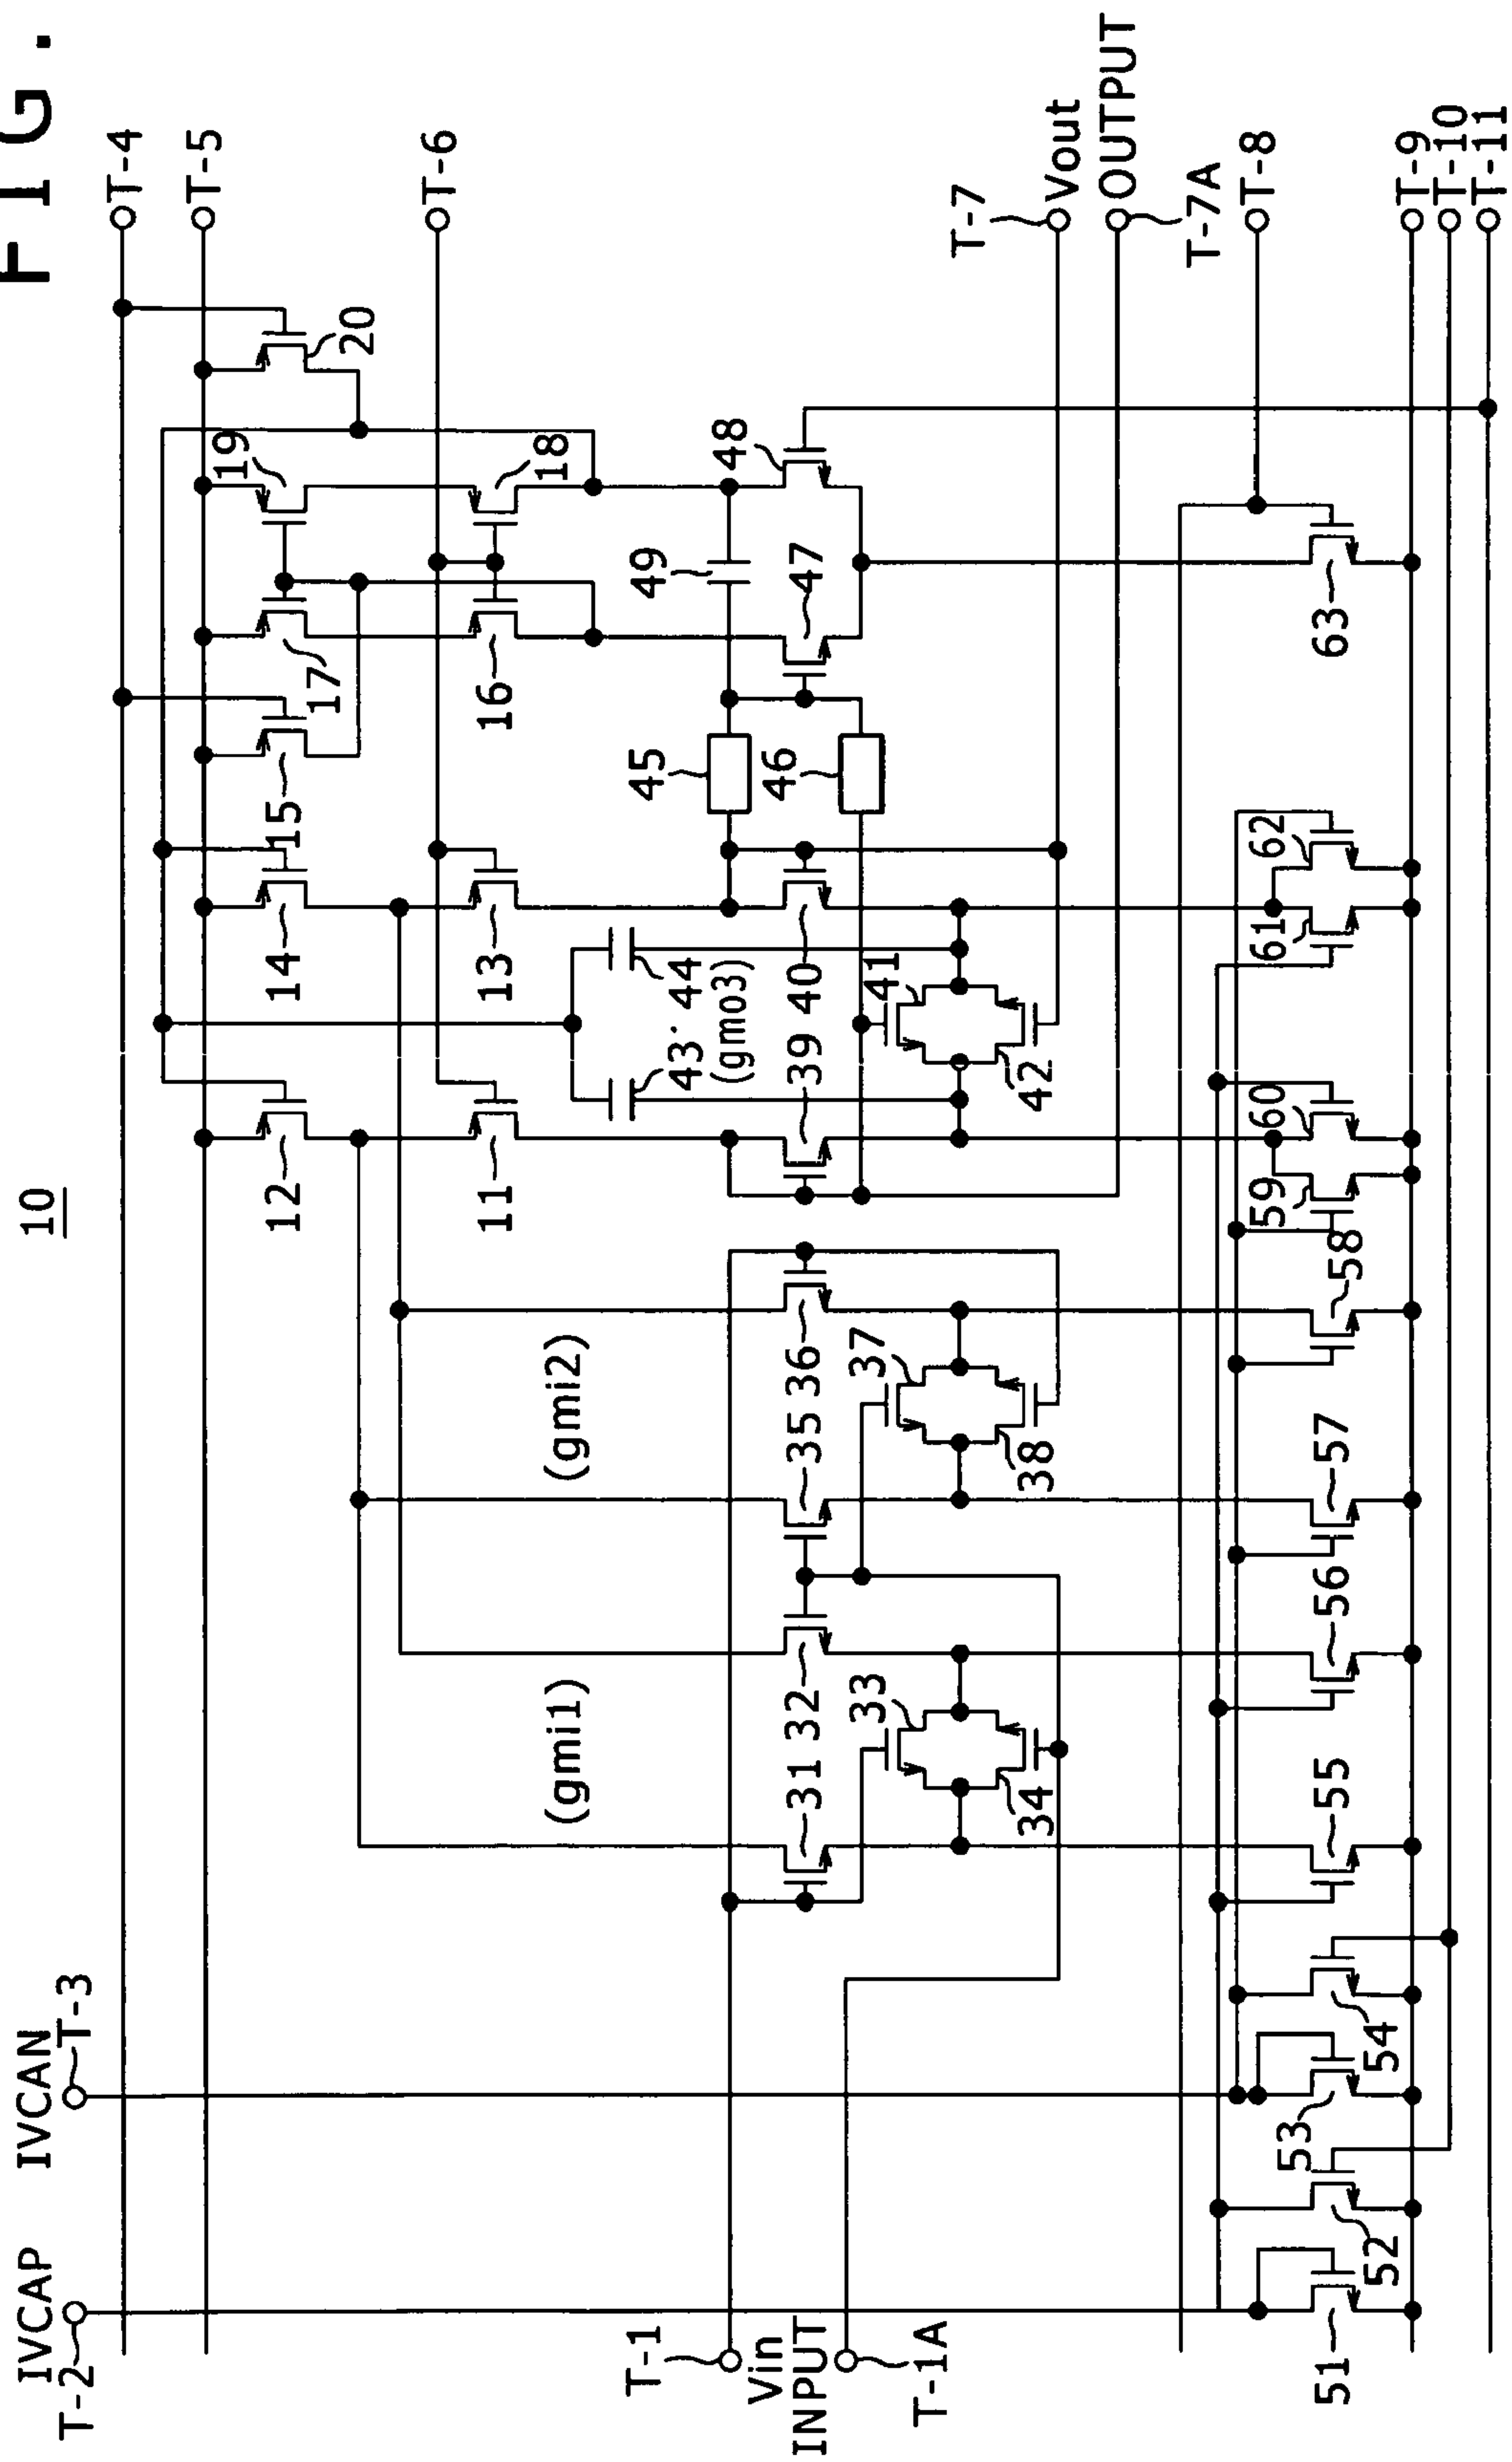 FIG.
10
IVCAP
IVCAN
T-2
T-3
T-4
T-5
T-6
12
14
15
17
19
20
11
13
16
18
(gmi1)
(gmi2)
43
44
(gmo3)
45
49
46
47
48
T-1
Vin
INPUT
T-1A
31
32
35
36
39
40
33
37
41
34
38
42
T-7
Vout
OUTPUT
T-7A
T-8
51
52
53
54
55
56
57
58
59
60
61
62
63
T-9
T-10
T-11